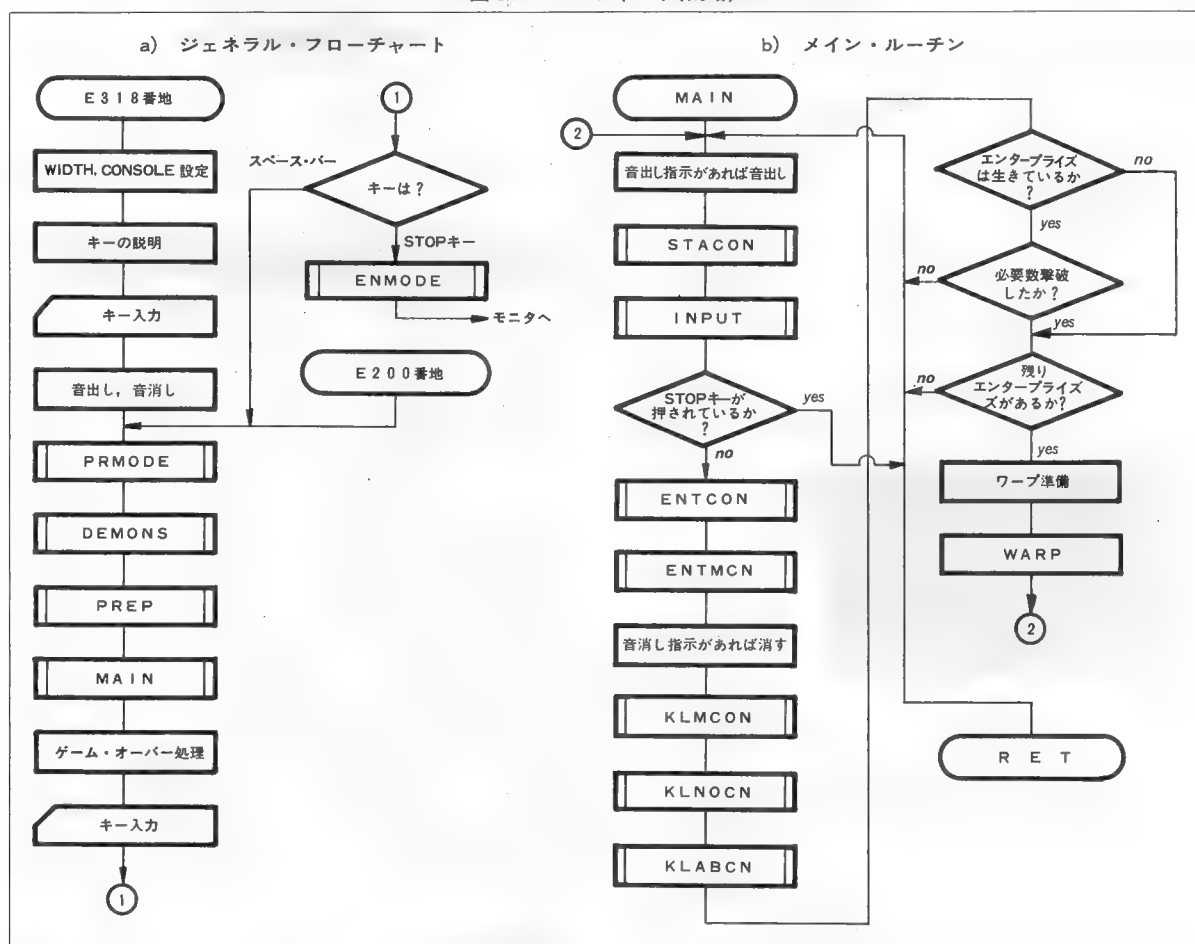 a) ジェネラル・フローチャート
E318番地
WIDTH, CONSOLE 設定
キーの説明
キー入力
音出し，音消し
PRMODE
DEMONS
PREP
MAIN
ゲーム・オーバー処理
キー入力
1
1
スペース・バー
キーは？
STOPキー
ENMODE
モニタへ
E200番地
b) メイン・ルーチン
MAIN
2
音出し指示があれば音出し
STACON
INPUT
STOPキーが
押されているか
？
yes
no
ENTCON
ENTMCN
音消し指示があれば消す
KLMCON
KLNOCN
KLABCN
エンタープライズ
は生きているか
？
no
yes
必要数撃破
したか？
no
yes
残り
エンタープライズ
ズがあるか？
no
yes
ワープ準備
WARP
2
RET